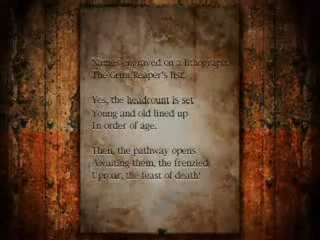 Names engraved on a lithograph.
The Grim Reaper's list.
Yes, the headcount is set
Young and old lined up
In order of age.
Then, the pathway opens
Awaiting them, the frenzied
Uproar, the feast of death!